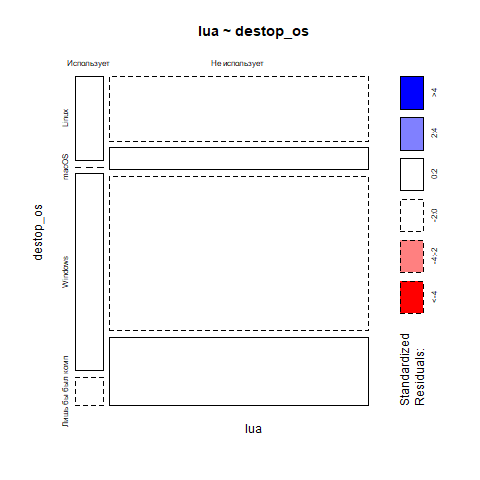 lua ~ destop_os
Использует
Не использует
Linux
macOS
Windows
Лишь бы был комп
destop_os
lua
>4
2:4
0:2
-2:0
-4:-2
<-4
Standardized
Residuals: